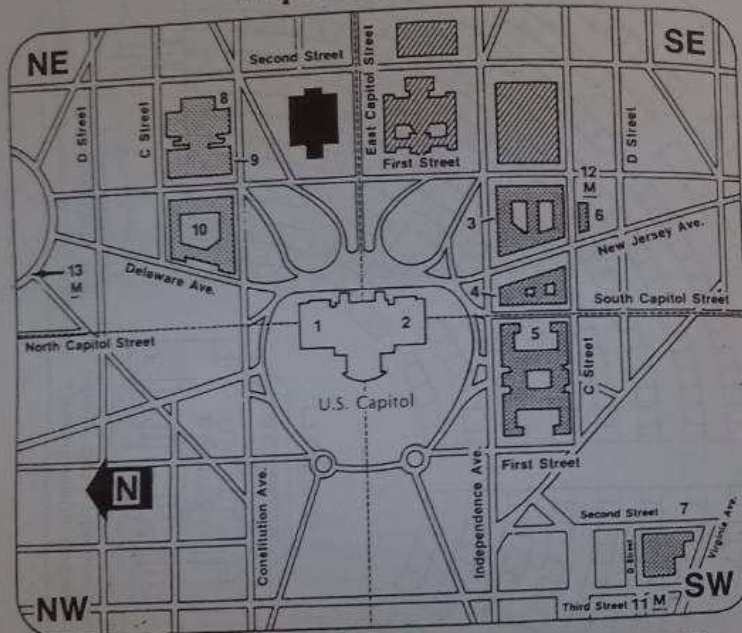 NE
SE
Second Street
East Capitol Street
D Street
C Street
8
9
First Street
D Street
12
M
10
3
6
New Jersey Ave.
13
M
Delaware Ave.
4
South Capitol Street
1
2
5
North Capitol Street
C Street
U.S. Capitol
N
First Street
Constitution Ave.
Independence Ave.
Second Street
7
D Street
Virginia Ave.
NW
Third Street
11
M
SW